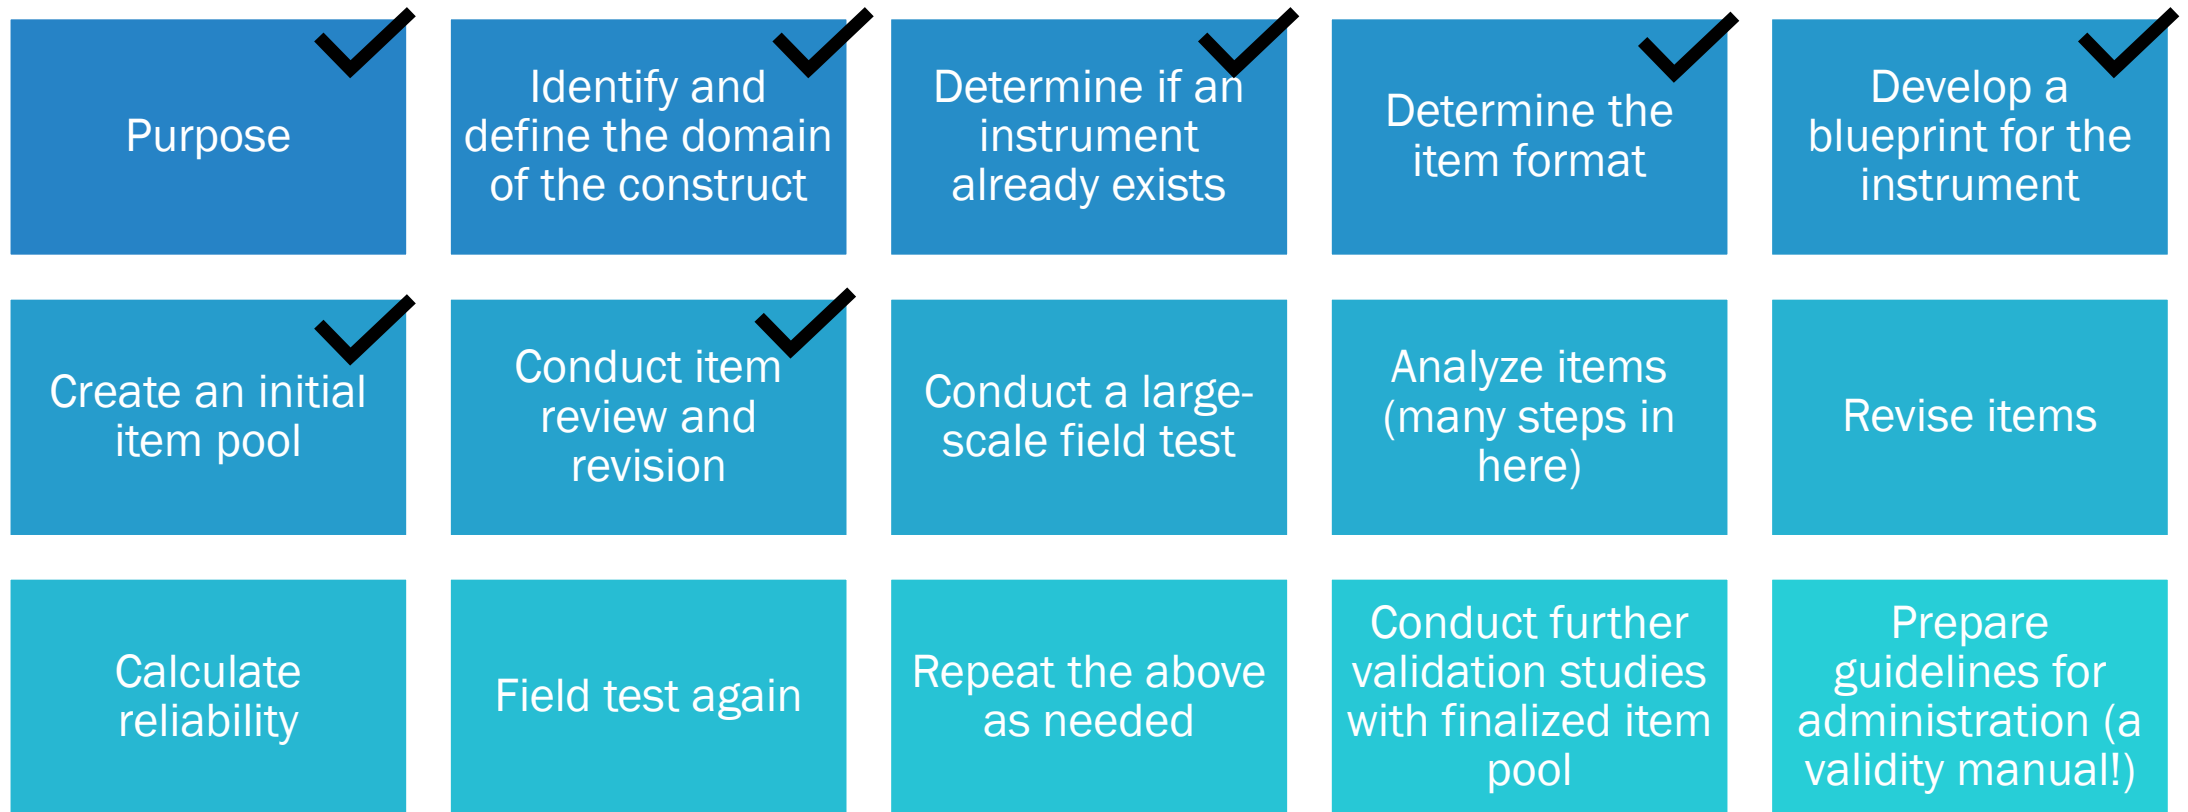 Purpose
Identify and
define the domain
of the construct
Determine if an
instrument
already exists
Determine the
item format
Develop a
blueprint for the
instrument
Create an initial
item pool
Conduct item
review and
revision
Conduct a large-
scale field test
Analyze items
(many steps in
here)
Revise items
Calculate
reliability
Field test again
Repeat the above
as needed
Conduct further
validation studies
with finalized item
pool
Prepare
guidelines for
administration (a
validity manual!)